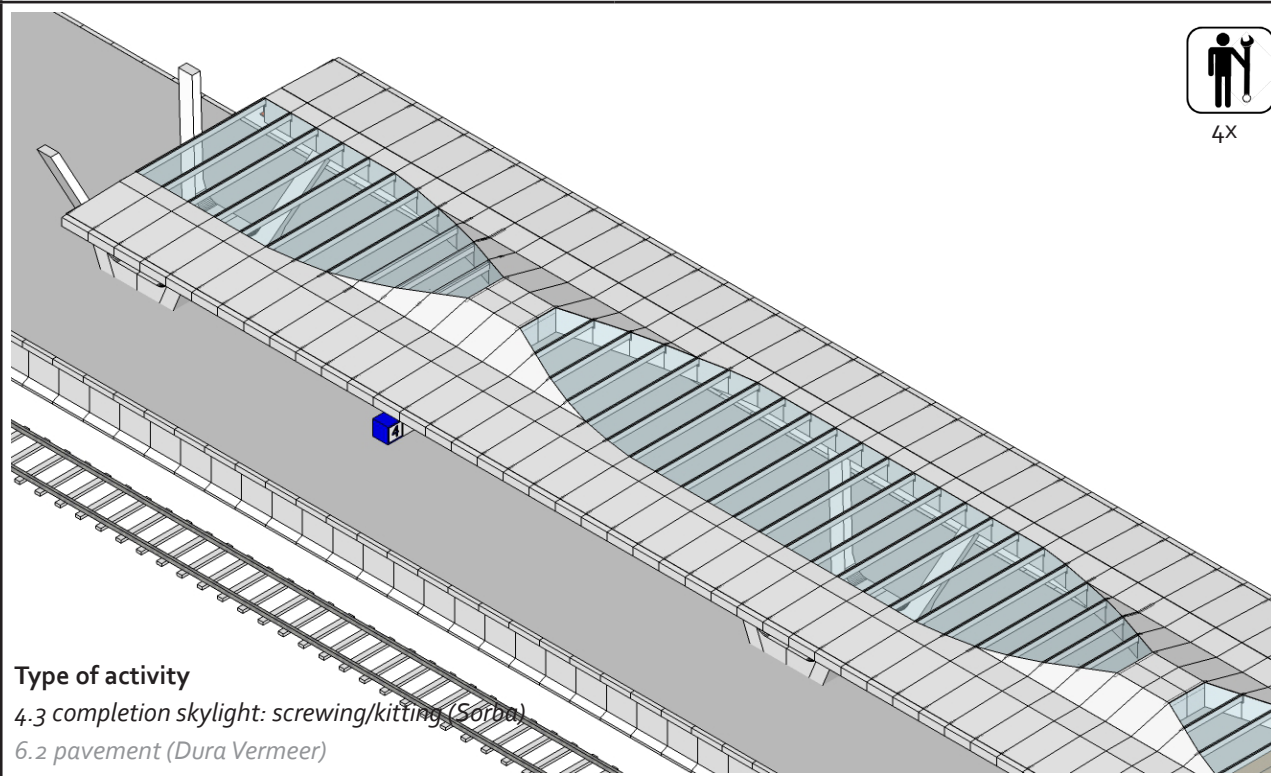 4x
4
Type of activity
4.3 completion skylight: screwing/kitting (Sorba)
6.2 pavement (Dura Vermeer)